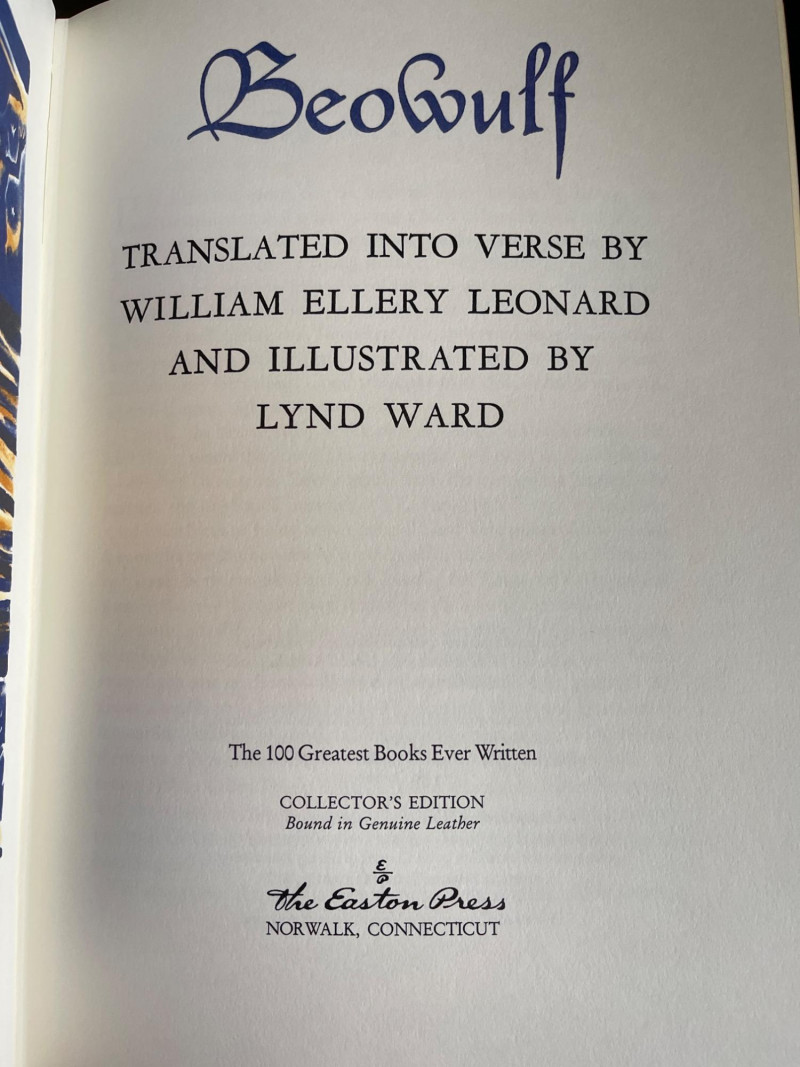 Beowulf
TRANSLATED INTO VERSE BY
WILLIAM ELLERY LEONARD
AND ILLUSTRATED BY
LYND WARD
The 100 Greatest Books Ever Written
COLLECTOR'S EDITION
Bound in Genuine Leather
E
P
The Easton Press
NORWALK, CONNECTICUT